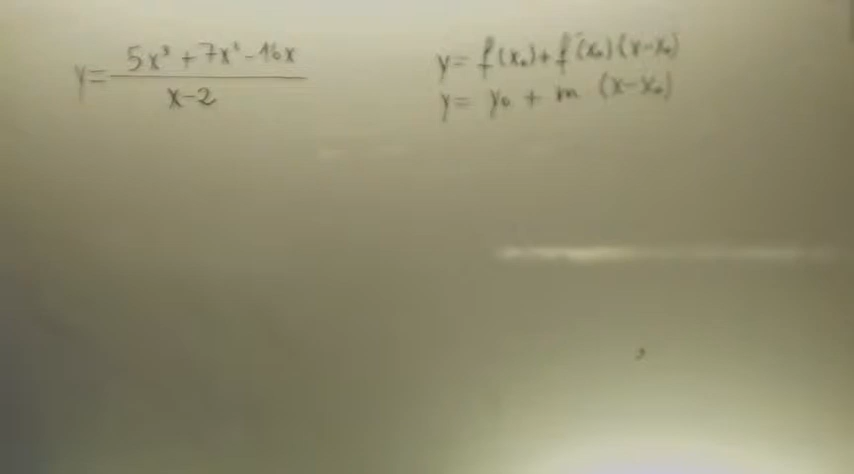 y = (5x³ + 7x² - 16x) / (x - 2)
y = f(x₀) + f'(x₀)(x - x₀)
y = y₀ + m (x - x₀)